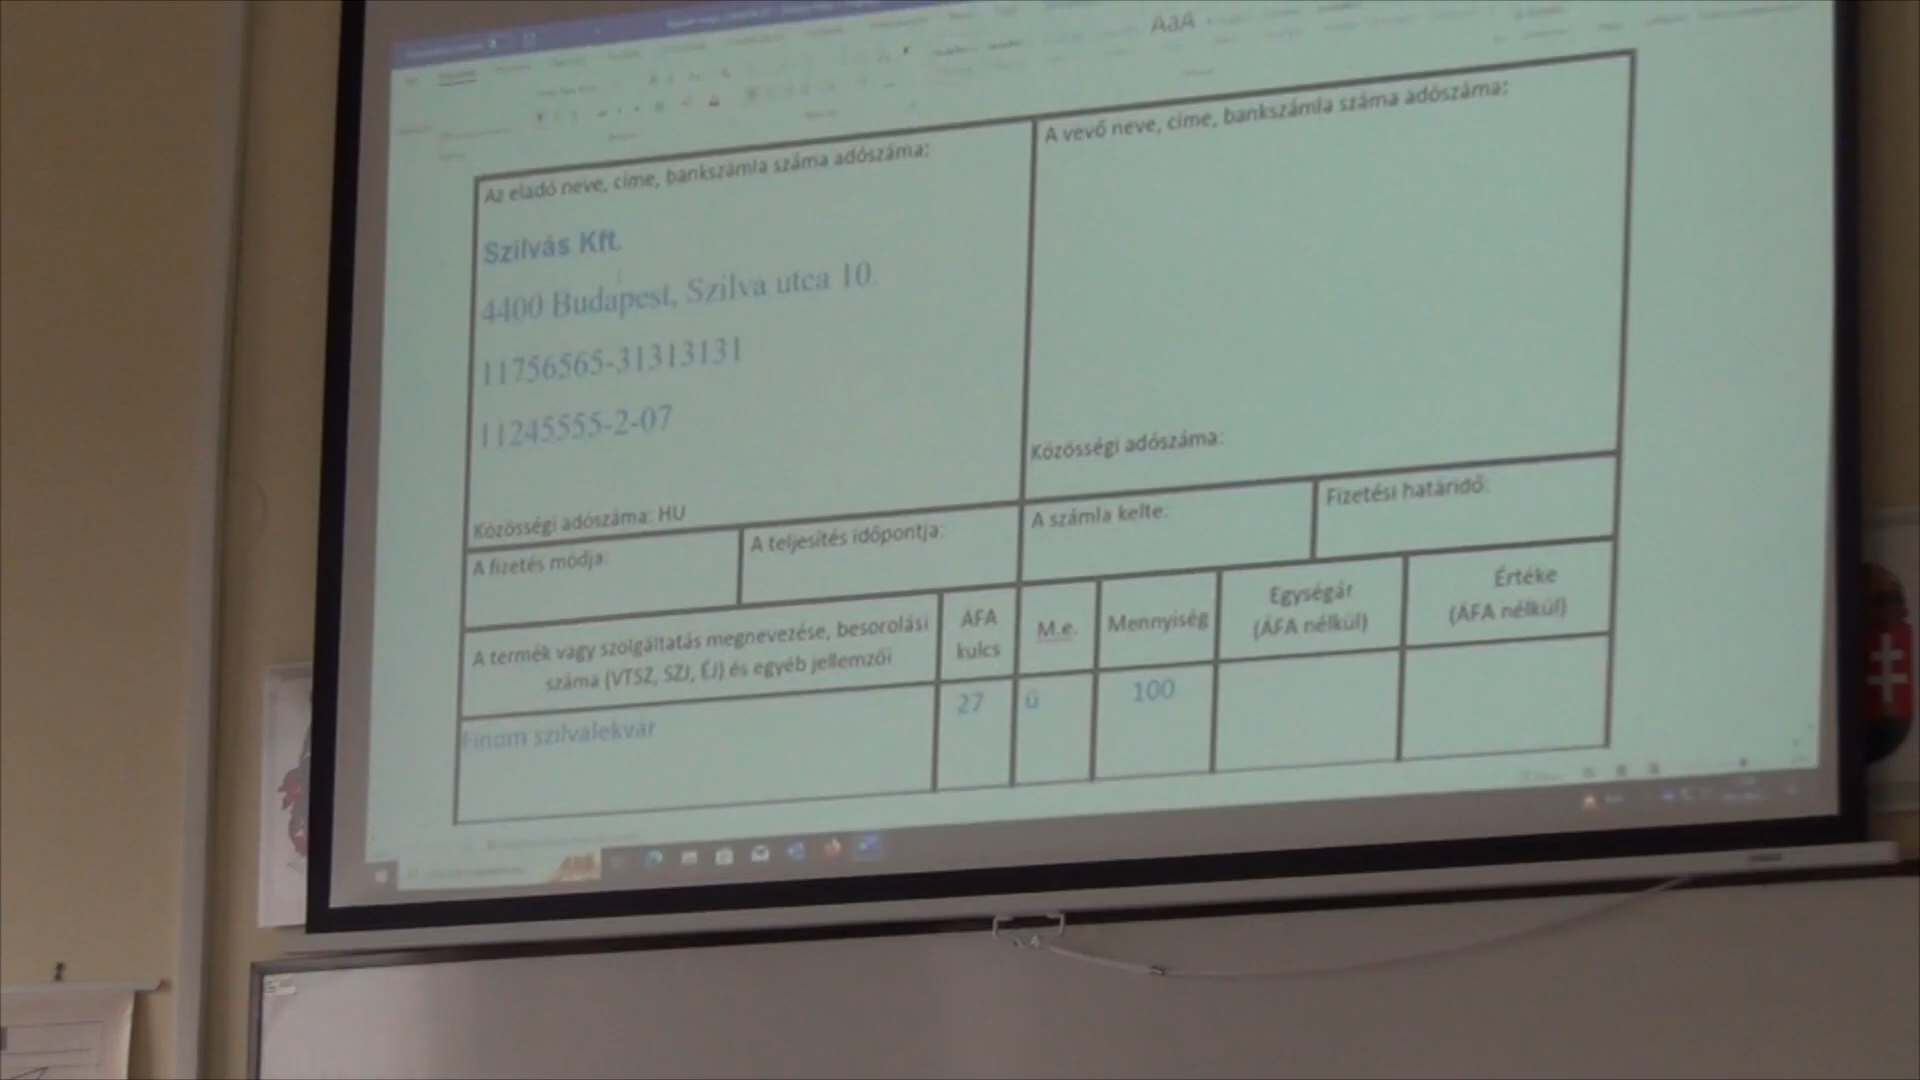 AaA
Az eladó neve, címe, bankszámla száma adószáma:
Szilvás Kft.
4400 Budapest, Szilva utca 10.
11756565-31313131
11245555-2-07
Közösségi adószáma: HU
A vevő neve, címe, bankszámla száma adószáma:
Közösségi adószáma:
A fizetés módja:
A teljesítés időpontja:
A számla kelte:
Fizetési határidő:
A termék vagy szolgáltatás megnevezése, besorolási
száma (VTSZ, SZJ, ÉJ) és egyéb jellemzői
ÁFA
kulcs
M.e.
Mennyiség
Egységár
(ÁFA nélkül)
Értéke
(ÁFA nélkül)
Finom szilvalekvár
27
ü
100